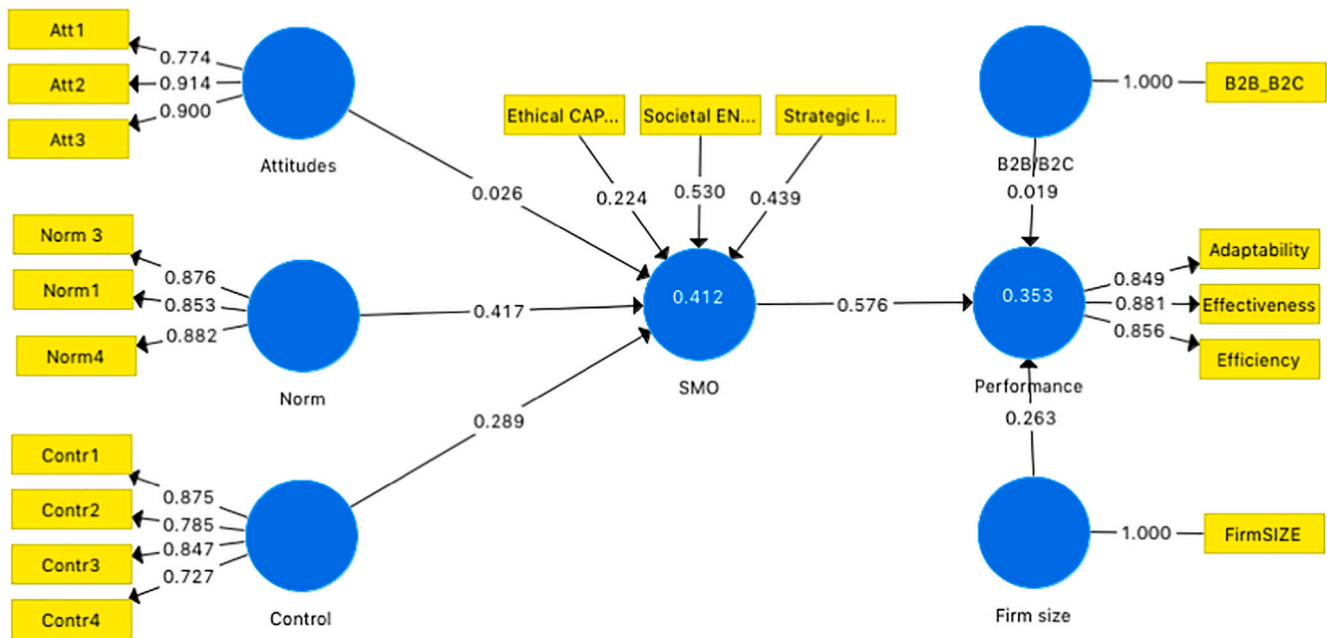 Att1
Att2
Att3
0.774
0.914
0.900
Attitudes
Norm 3
Norm1
Norm4
0.876
0.853
0.882
Norm
Contr1
Contr2
Contr3
Contr4
0.875
0.785
0.847
0.727
Control
0.026
0.417
0.289
Ethical CAP...
Societal EN...
Strategic I...
0.224
0.530
0.439
0.412
SMO
0.576
B2B/B2C
1.000
B2B_B2C
0.019
0.353
Performance
0.849
0.881
0.856
Adaptability
Effectiveness
Efficiency
0.263
Firm size
1.000
FirmSIZE